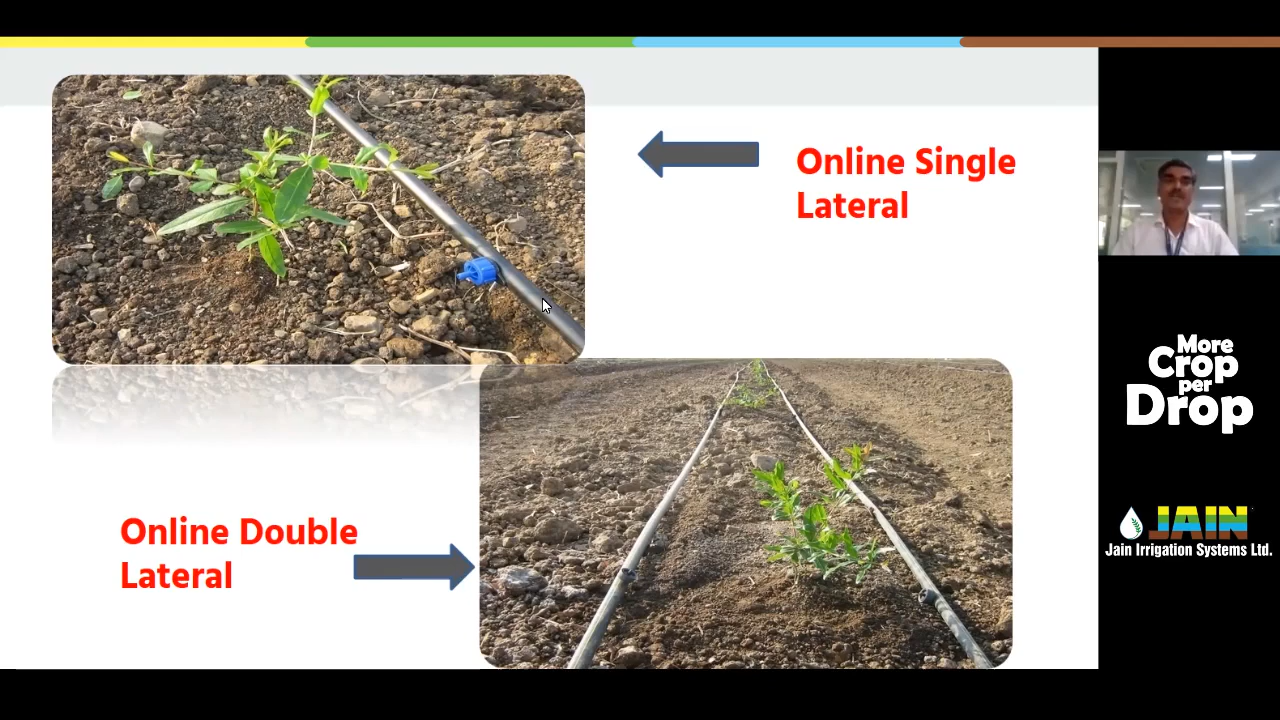 Online Single
Lateral
Online Double
Lateral
More
Crop
per
Drop
JAIN
Jain Irrigation Systems Ltd.